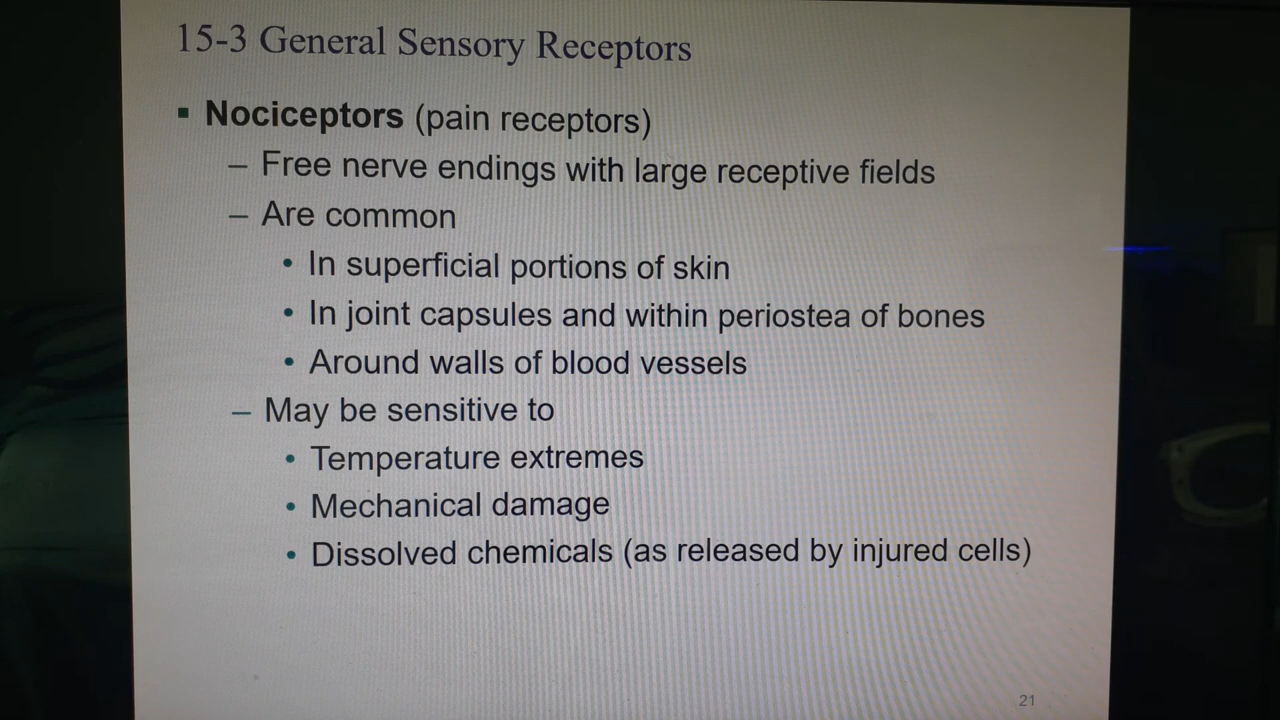 15-3 General Sensory Receptors
▪ Nociceptors (pain receptors)
– Free nerve endings with large receptive fields
– Are common
• In superficial portions of skin
• In joint capsules and within periostea of bones
• Around walls of blood vessels
– May be sensitive to
• Temperature extremes
• Mechanical damage
• Dissolved chemicals (as released by injured cells)
21